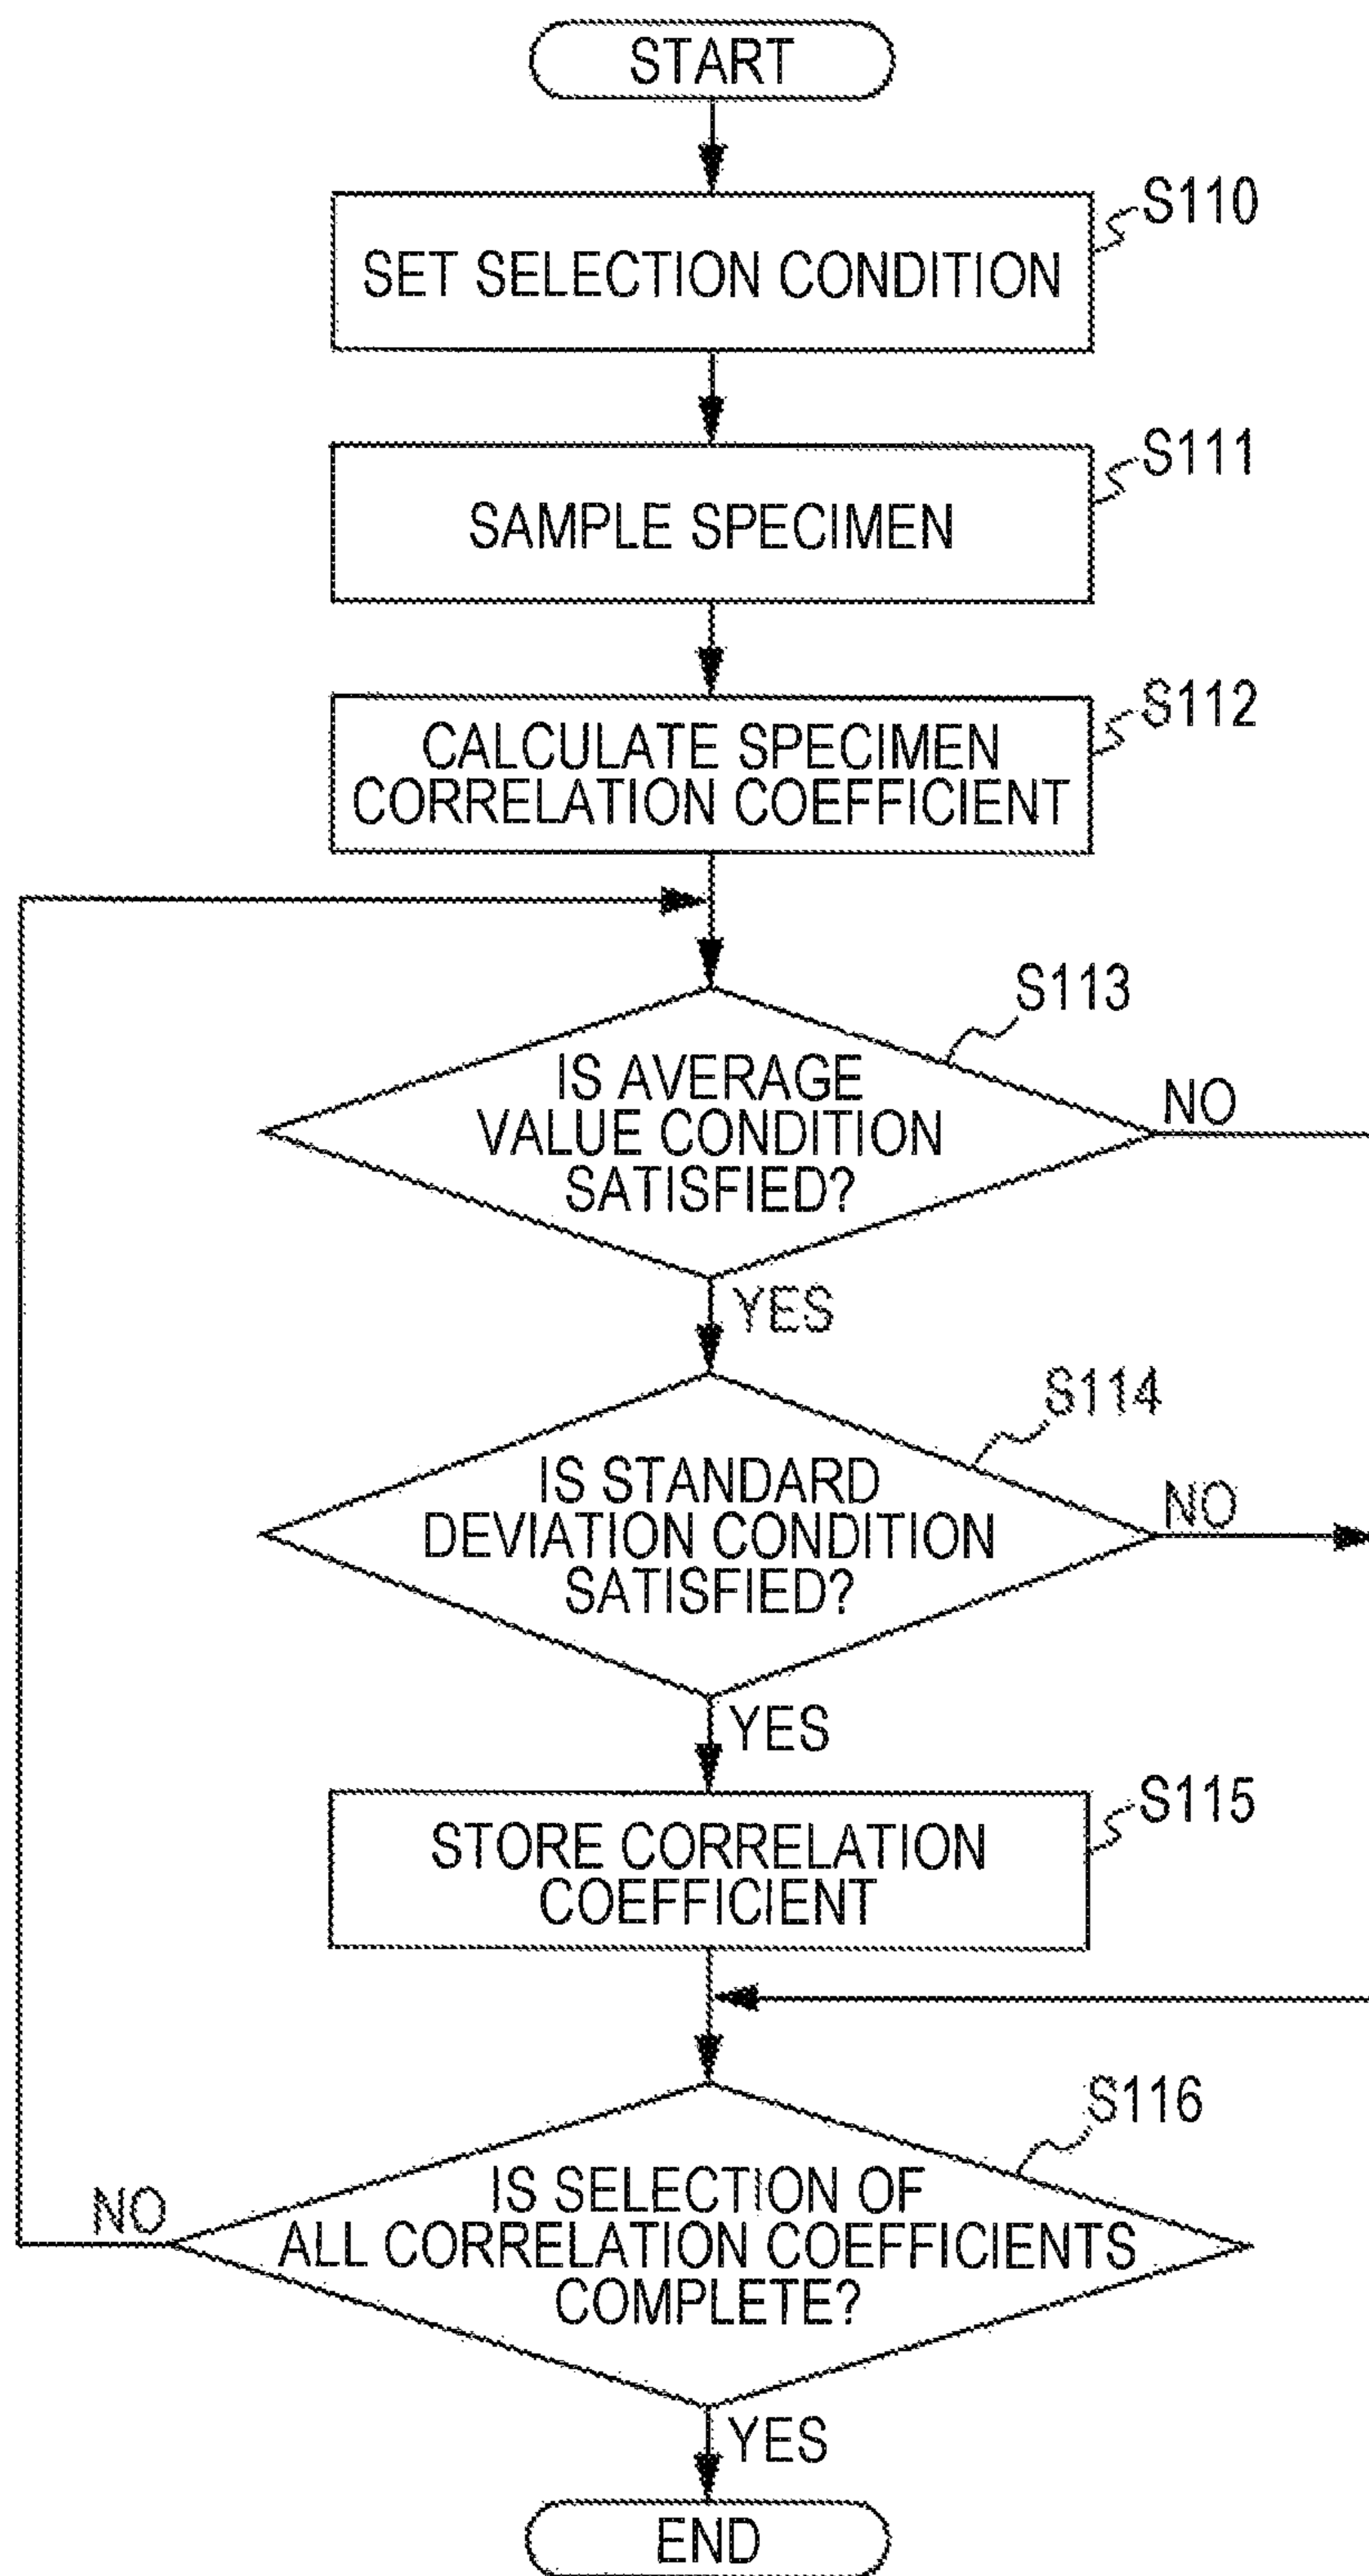 START
S110
SET SELECTION CONDITION
S111
SAMPLE SPECIMEN
S112
CALCULATE SPECIMEN
CORRELATION COEFFICIENT
S113
IS AVERAGE
VALUE CONDITION
SATISFIED?
NO
YES
S114
IS STANDARD
DEVIATION CONDITION
SATISFIED?
NO
YES
S115
STORE CORRELATION
COEFFICIENT
S116
IS SELECTION OF
ALL CORRELATION COEFFICIENTS
COMPLETE?
NO
YES
END